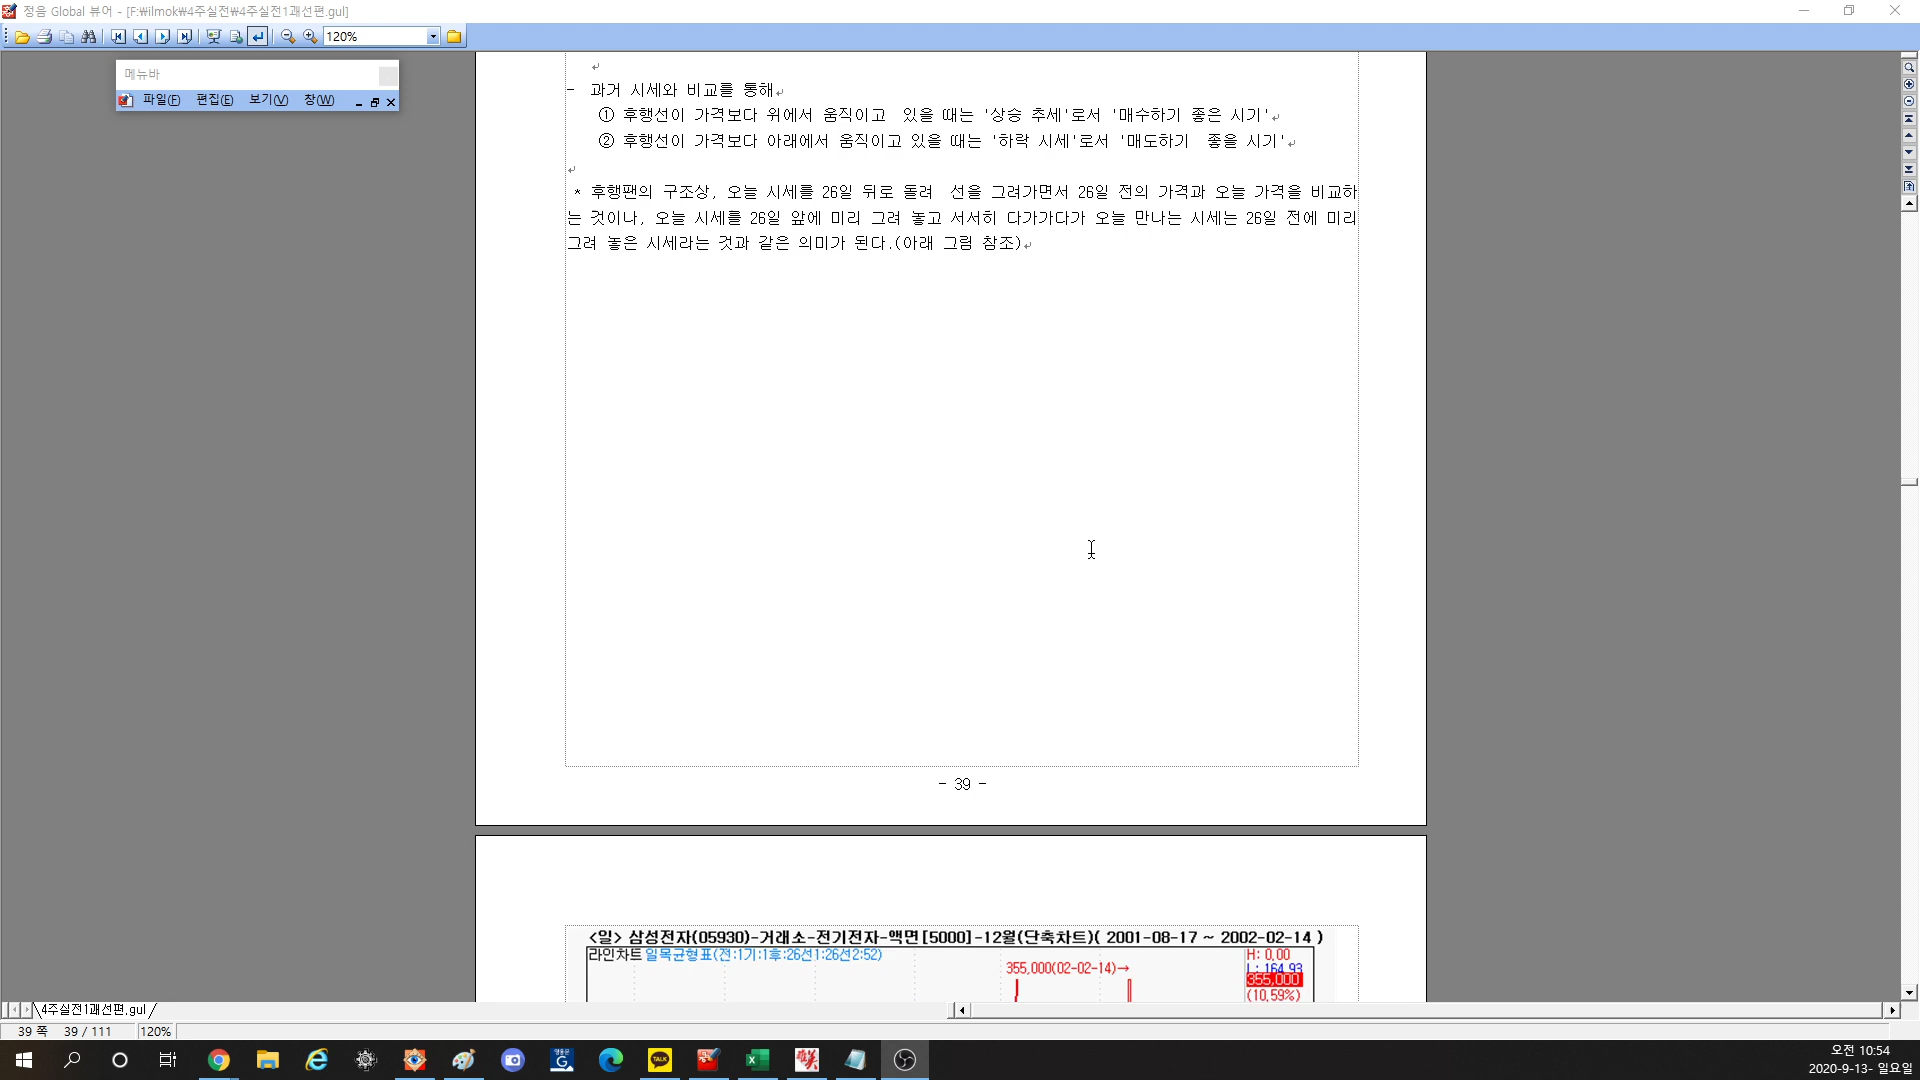 정음 Global 뷰어 - [F:₩ilmok₩4주실전₩4주실전1괘선편.gul]
120%
메뉴바
파일(F) 편집(E) 보기(V) 창(W)
- 과거 시세와 비교를 통해
① 후행선이 가격보다 위에서 움직이고 있을 때는 '상승 추세'로서 '매수하기 좋은 시기'
② 후행선이 가격보다 아래에서 움직이고 있을 때는 '하락 시세'로서 '매도하기 좋을 시기'
* 후행팬의 구조상, 오늘 시세를 26일 뒤로 돌려 선을 그려가면서 26일 전의 가격과 오늘 가격을 비교하
는 것이나, 오늘 시세를 26일 앞에 미리 그려 놓고 서서히 다가가다가 오늘 만나는 시세는 26일 전에 미리
그려 놓은 시세라는 것과 같은 의미가 된다.(아래 그림 참조)
- 39 -
<일> 삼성전자(05930)-거래소-전기전자-액면[5000]-12월(단축차트)( 2001-08-17 ~ 2002-02-14 )
라인차트 일목균형표(전:1기:1후:26선1:26선2:52)
H: 0.00
355,000(02-02-14)→
L: 164.93
355,000
(10.59%)
4주실전1괘선편.gul
39 쪽 39 / 111 120%
TALK
오전 10:54
2020-9-13- 일요일